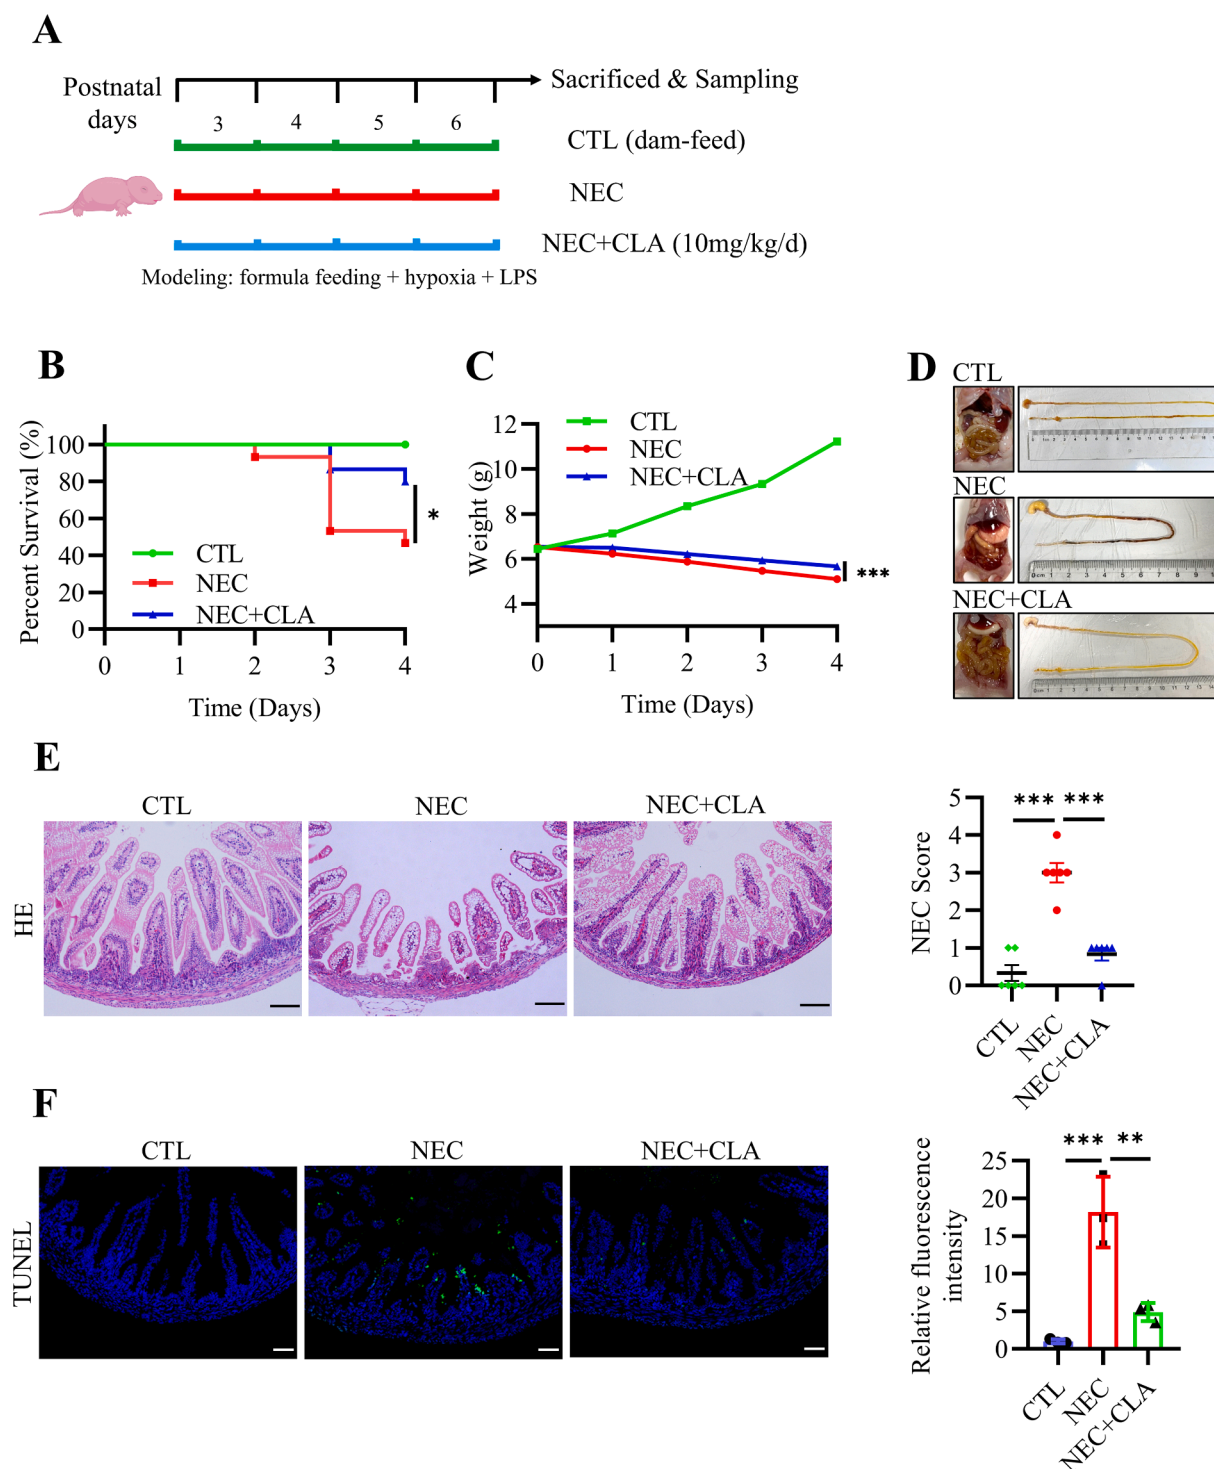 A
Postnatal
days
Sacrificed & Sampling
3 4 5 6
CTL (dam-feed)
NEC
NEC+CLA (10mg/kg/d)
Modeling: formula feeding + hypoxia + LPS
B
Percent Survival (%)
100
80
60
40
20
0
CTL
NEC
NEC+CLA
*
0 1 2 3 4
Time (Days)
C
Weight (g)
12
10
8
6
4
CTL
NEC
NEC+CLA
***
0 1 2 3 4
Time (Days)
D
CTL
NEC
NEC+CLA
E
CTL NEC NEC+CLA
HE
NEC Score
5
4
3
2
1
0
*** ***
CTL
NEC
NEC+CLA
F
CTL NEC NEC+CLA
TUNEL
Relative fluorescence
intensity
25
20
15
10
5
0
*** **
CTL
NEC
NEC+CLA